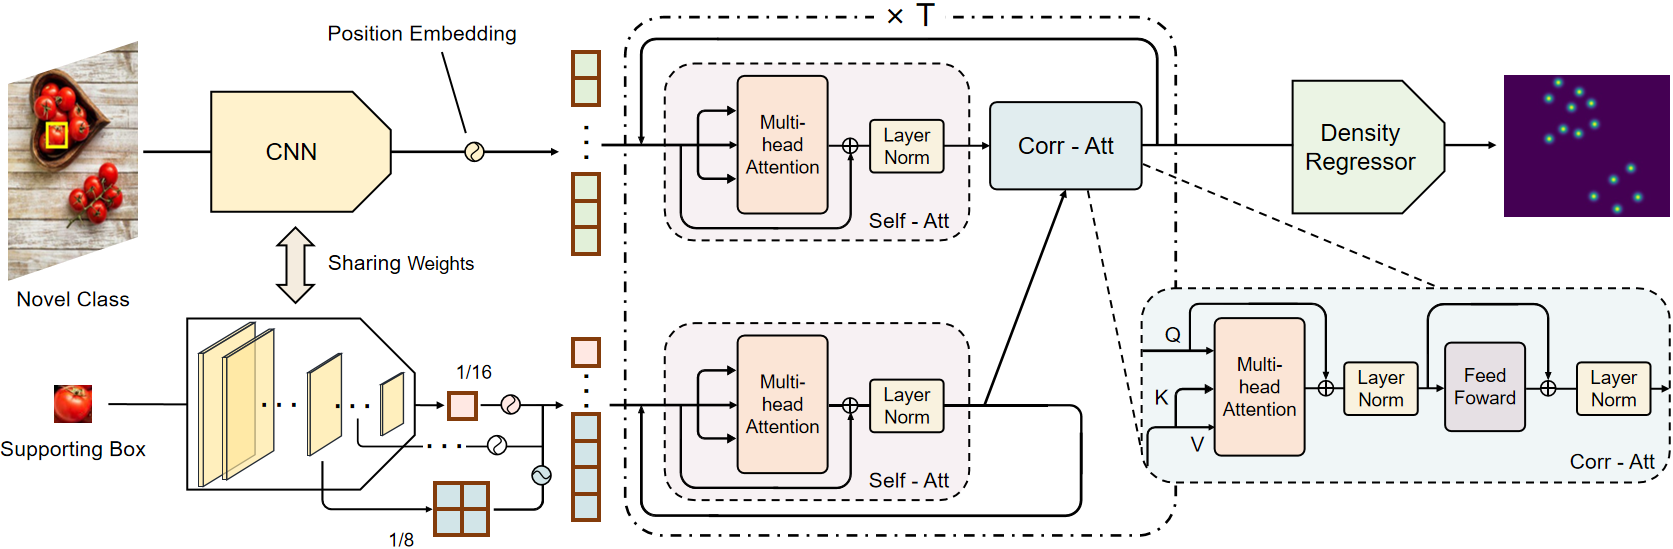 × T
Position Embedding
CNN
Multi-
head
Attention
Layer
Norm
Self - Att
Corr - Att
Density
Regressor
Novel Class
Sharing Weights
Supporting Box
1/16
1/8
Multi-
head
Attention
Layer
Norm
Self - Att
Q
K
V
Multi-
head
Attention
Layer
Norm
Feed
Foward
Layer
Norm
Corr - Att